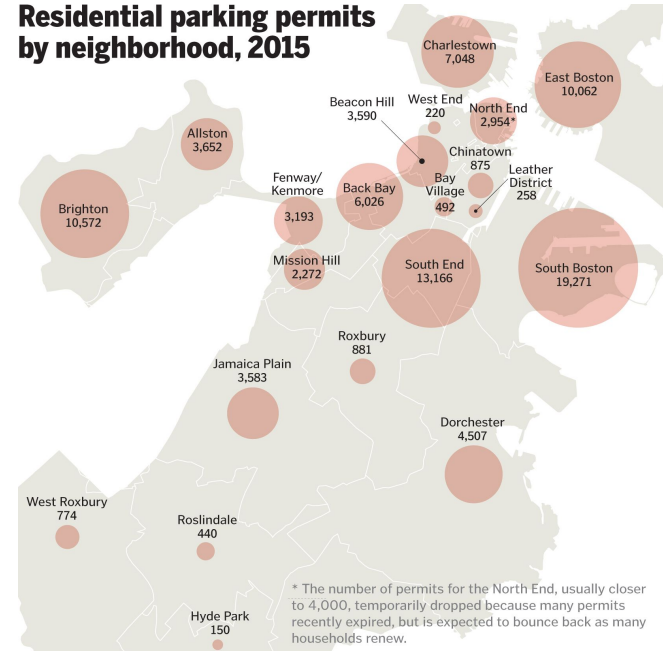 Residential parking permits
by neighborhood, 2015
Charlestown
7,048
East Boston
10,062
Beacon Hill
3,590
West End
220
North End
2,954*
Allston
3,652
Chinatown
875
Leather
District
258
Fenway/
Kenmore
3,193
Back Bay
6,026
Bay
Village
492
Brighton
10,572
Mission Hill
2,272
South End
13,166
South Boston
19,271
Roxbury
881
Jamaica Plain
3,583
Dorchester
4,507
West Roxbury
774
Roslindale
440
Hyde Park
150
* The number of permits for the North End, usually closer
to 4,000, temporarily dropped because many permits
recently expired, but is expected to bounce back as many
households renew.